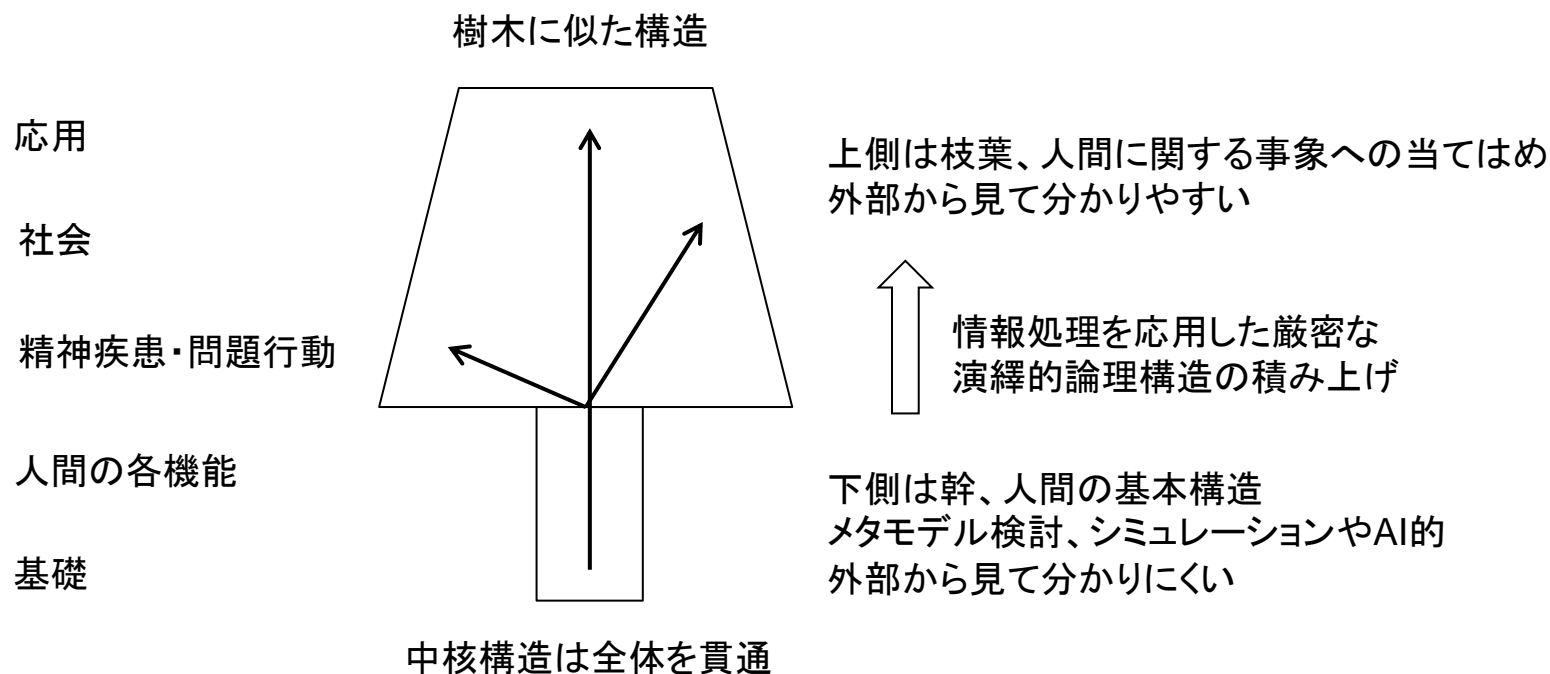 樹木に似た構造
応用
社会
精神疾患・問題行動
人間の各機能
基礎
上側は枝葉、人間に関する事象への当てはめ
外部から見て分かりやすい
情報処理を応用した厳密な
演繹的論理構造の積み上げ
下側は幹、人間の基本構造
メタモデル検討、シミュレーションやAI的
外部から見て分かりにくい
中核構造は全体を貫通